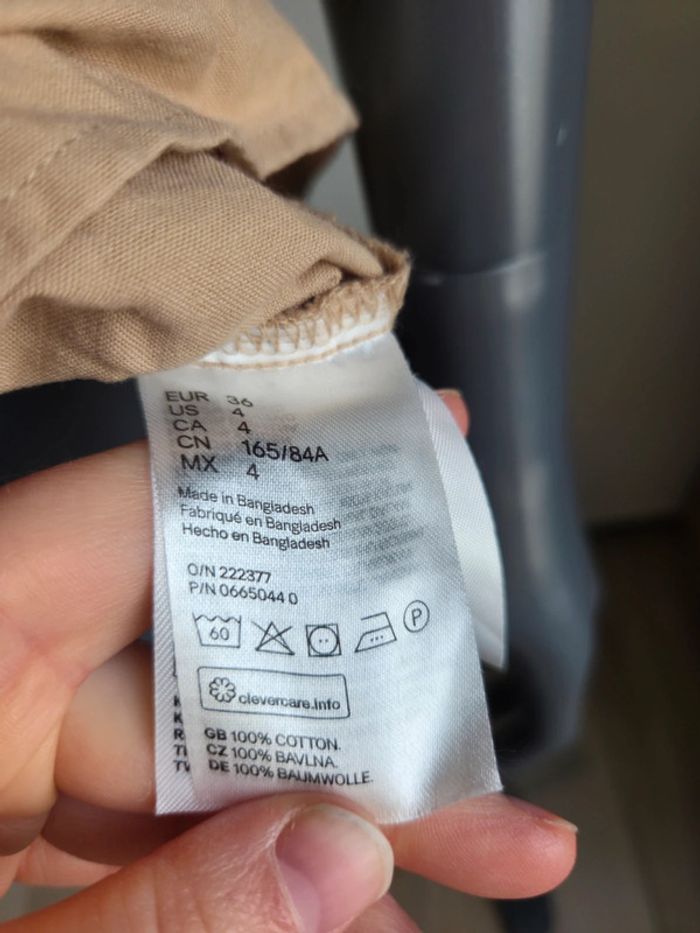 EUR 36
US 4
CA 4
CN 165/84A
MX 4
Made in Bangladesh
Fabriqué en Bangladesh
Hecho en Bangladesh
O/N 222377
P/N 0665044 0
60
P
clevercare.info
GB 100% COTTON.
CZ 100% BAVLNA.
DE 100% BAUMWOLLE.